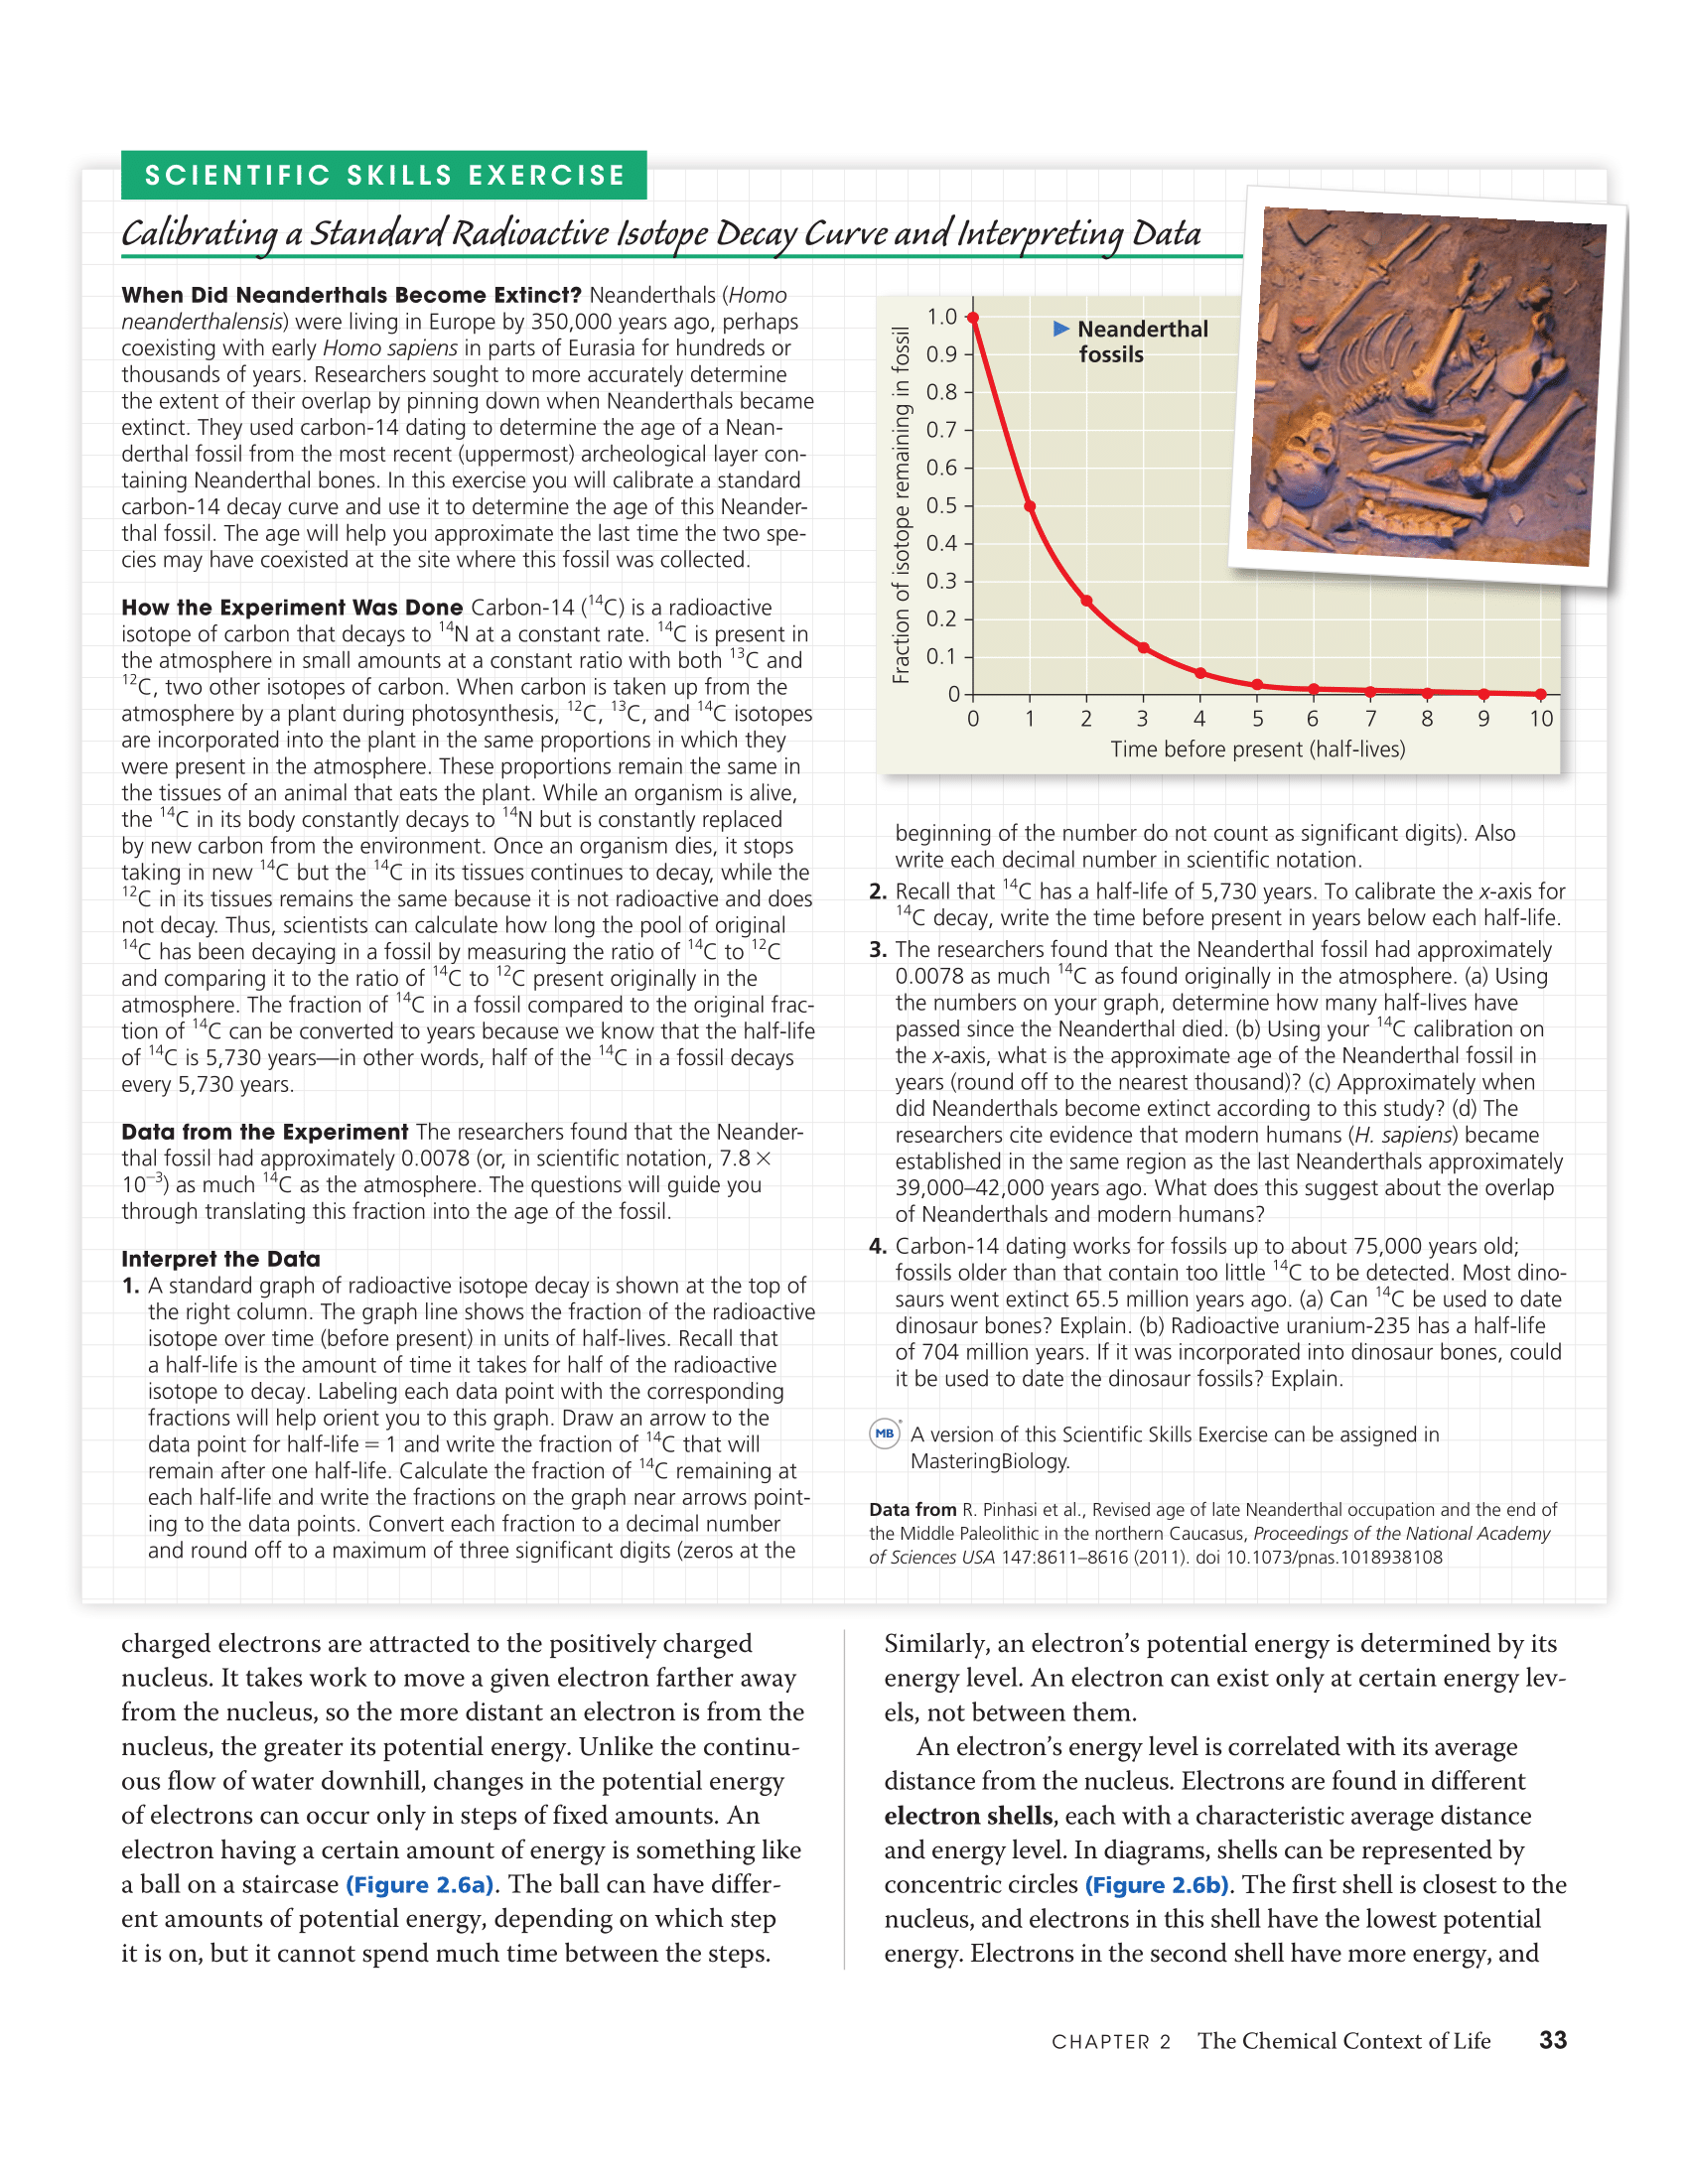 SCIENTIFIC SKILLS EXERCISE
Calibrating a Standard Radioactive Isotope Decay Curve and Interpreting Data
When Did Neanderthals Become Extinct? Neanderthals (Homo
neanderthalensis) were living in Europe by 350,000 years ago, perhaps
coexisting with early Homo sapiens in parts of Eurasia for hundreds or
thousands of years. Researchers sought to more accurately determine
the extent of their overlap by pinning down when Neanderthals became
extinct. They used carbon-14 dating to determine the age of a Nean-
derthal fossil from the most recent (uppermost) archeological layer con-
taining Neanderthal bones. In this exercise you will calibrate a standard
carbon-14 decay curve and use it to determine the age of this Neander-
thal fossil. The age will help you approximate the last time the two spe-
cies may have coexisted at the site where this fossil was collected.
How the Experiment Was Done Carbon-14 (¹⁴C) is a radioactive
isotope of carbon that decays to ¹⁴N at a constant rate. ¹⁴C is present in
the atmosphere in small amounts at a constant ratio with both ¹³C and
¹²C, two other isotopes of carbon. When carbon is taken up from the
atmosphere by a plant during photosynthesis, ¹²C, ¹³C, and ¹⁴C isotopes
are incorporated into the plant in the same proportions in which they
were present in the atmosphere. These proportions remain the same in
the tissues of an animal that eats the plant. While an organism is alive,
the ¹⁴C in its body constantly decays to ¹⁴N but is constantly replaced
by new carbon from the environment. Once an organism dies, it stops
taking in new ¹⁴C but the ¹⁴C in its tissues continues to decay, while the
¹²C in its tissues remains the same because it is not radioactive and does
not decay. Thus, scientists can calculate how long the pool of original
¹⁴C has been decaying in a fossil by measuring the ratio of ¹⁴C to ¹²C
and comparing it to the ratio of ¹⁴C to ¹²C present originally in the
atmosphere. The fraction of ¹⁴C in a fossil compared to the original frac-
tion of ¹⁴C can be converted to years because we know that the half-life
of ¹⁴C is 5,730 years—in other words, half of the ¹⁴C in a fossil decays
every 5,730 years.
Data from the Experiment The researchers found that the Neander-
thal fossil had approximately 0.0078 (or, in scientific notation, 7.8 ×
10⁻³) as much ¹⁴C as the atmosphere. The questions will guide you
through translating this fraction into the age of the fossil.
Interpret the Data
1. A standard graph of radioactive isotope decay is shown at the top of
the right column. The graph line shows the fraction of the radioactive
isotope over time (before present) in units of half-lives. Recall that
a half-life is the amount of time it takes for half of the radioactive
isotope to decay. Labeling each data point with the corresponding
fractions will help orient you to this graph. Draw an arrow to the
data point for half-life = 1 and write the fraction of ¹⁴C that will
remain after one half-life. Calculate the fraction of ¹⁴C remaining at
each half-life and write the fractions on the graph near arrows point-
ing to the data points. Convert each fraction to a decimal number
and round off to a maximum of three significant digits (zeros at the
Fraction of isotope remaining in fossil
1.0
0.9
0.8
0.7
0.6
0.5
0.4
0.3
0.2
0.1
0
▶ Neanderthal
fossils
0 1 2 3 4 5 6 7 8 9 10
Time before present (half-lives)
beginning of the number do not count as significant digits). Also
write each decimal number in scientific notation.
2. Recall that ¹⁴C has a half-life of 5,730 years. To calibrate the x-axis for
¹⁴C decay, write the time before present in years below each half-life.
3. The researchers found that the Neanderthal fossil had approximately
0.0078 as much ¹⁴C as found originally in the atmosphere. (a) Using
the numbers on your graph, determine how many half-lives have
passed since the Neanderthal died. (b) Using your ¹⁴C calibration on
the x-axis, what is the approximate age of the Neanderthal fossil in
years (round off to the nearest thousand)? (c) Approximately when
did Neanderthals become extinct according to this study? (d) The
researchers cite evidence that modern humans (H. sapiens) became
established in the same region as the last Neanderthals approximately
39,000–42,000 years ago. What does this suggest about the overlap
of Neanderthals and modern humans?
4. Carbon-14 dating works for fossils up to about 75,000 years old;
fossils older than that contain too little ¹⁴C to be detected. Most dino-
saurs went extinct 65.5 million years ago. (a) Can ¹⁴C be used to date
dinosaur bones? Explain. (b) Radioactive uranium-235 has a half-life
of 704 million years. If it was incorporated into dinosaur bones, could
it be used to date the dinosaur fossils? Explain.
MB A version of this Scientific Skills Exercise can be assigned in
MasteringBiology.
Data from R. Pinhasi et al., Revised age of late Neanderthal occupation and the end of
the Middle Paleolithic in the northern Caucasus, Proceedings of the National Academy
of Sciences USA 147:8611–8616 (2011). doi 10.1073/pnas.1018938108
charged electrons are attracted to the positively charged
nucleus. It takes work to move a given electron farther away
from the nucleus, so the more distant an electron is from the
nucleus, the greater its potential energy. Unlike the continu-
ous flow of water downhill, changes in the potential energy
of electrons can occur only in steps of fixed amounts. An
electron having a certain amount of energy is something like
a ball on a staircase (Figure 2.6a). The ball can have differ-
ent amounts of potential energy, depending on which step
it is on, but it cannot spend much time between the steps.
Similarly, an electron's potential energy is determined by its
energy level. An electron can exist only at certain energy lev-
els, not between them.
An electron's energy level is correlated with its average
distance from the nucleus. Electrons are found in different
electron shells, each with a characteristic average distance
and energy level. In diagrams, shells can be represented by
concentric circles (Figure 2.6b). The first shell is closest to the
nucleus, and electrons in this shell have the lowest potential
energy. Electrons in the second shell have more energy, and
CHAPTER 2 The Chemical Context of Life 33